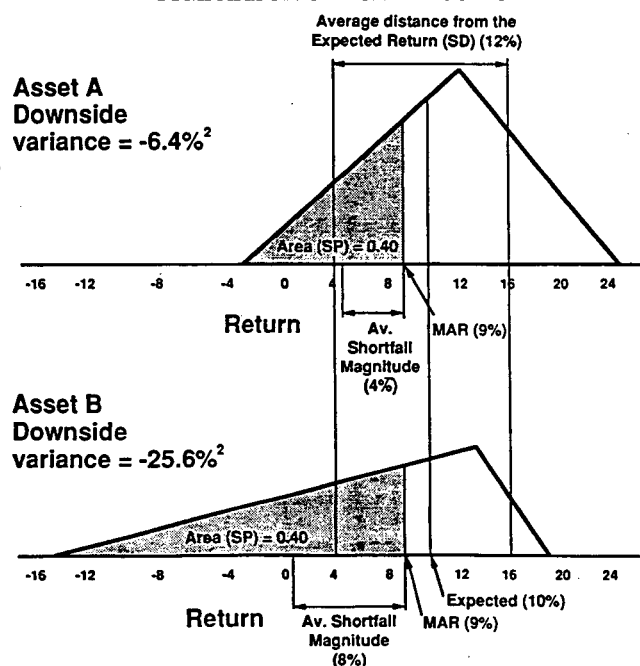 Average distance from the
Expected Return (SD) (12%)
Asset A
Downside
variance = -6.4%²
Area (SP) = 0.40
-16 -12 -8 -4 0 4 8 12 16 20 24
Return
MAR (9%)
Av.
Shortfall
Magnitude
(4%)
Asset B
Downside
variance = -25.6%²
Area (SP) = 0.40
-16 -12 -8 -4 0 4 8 12 16 20 24
Return
Expected (10%)
Av. Shortfall
Magnitude
(8%)
MAR (9%)